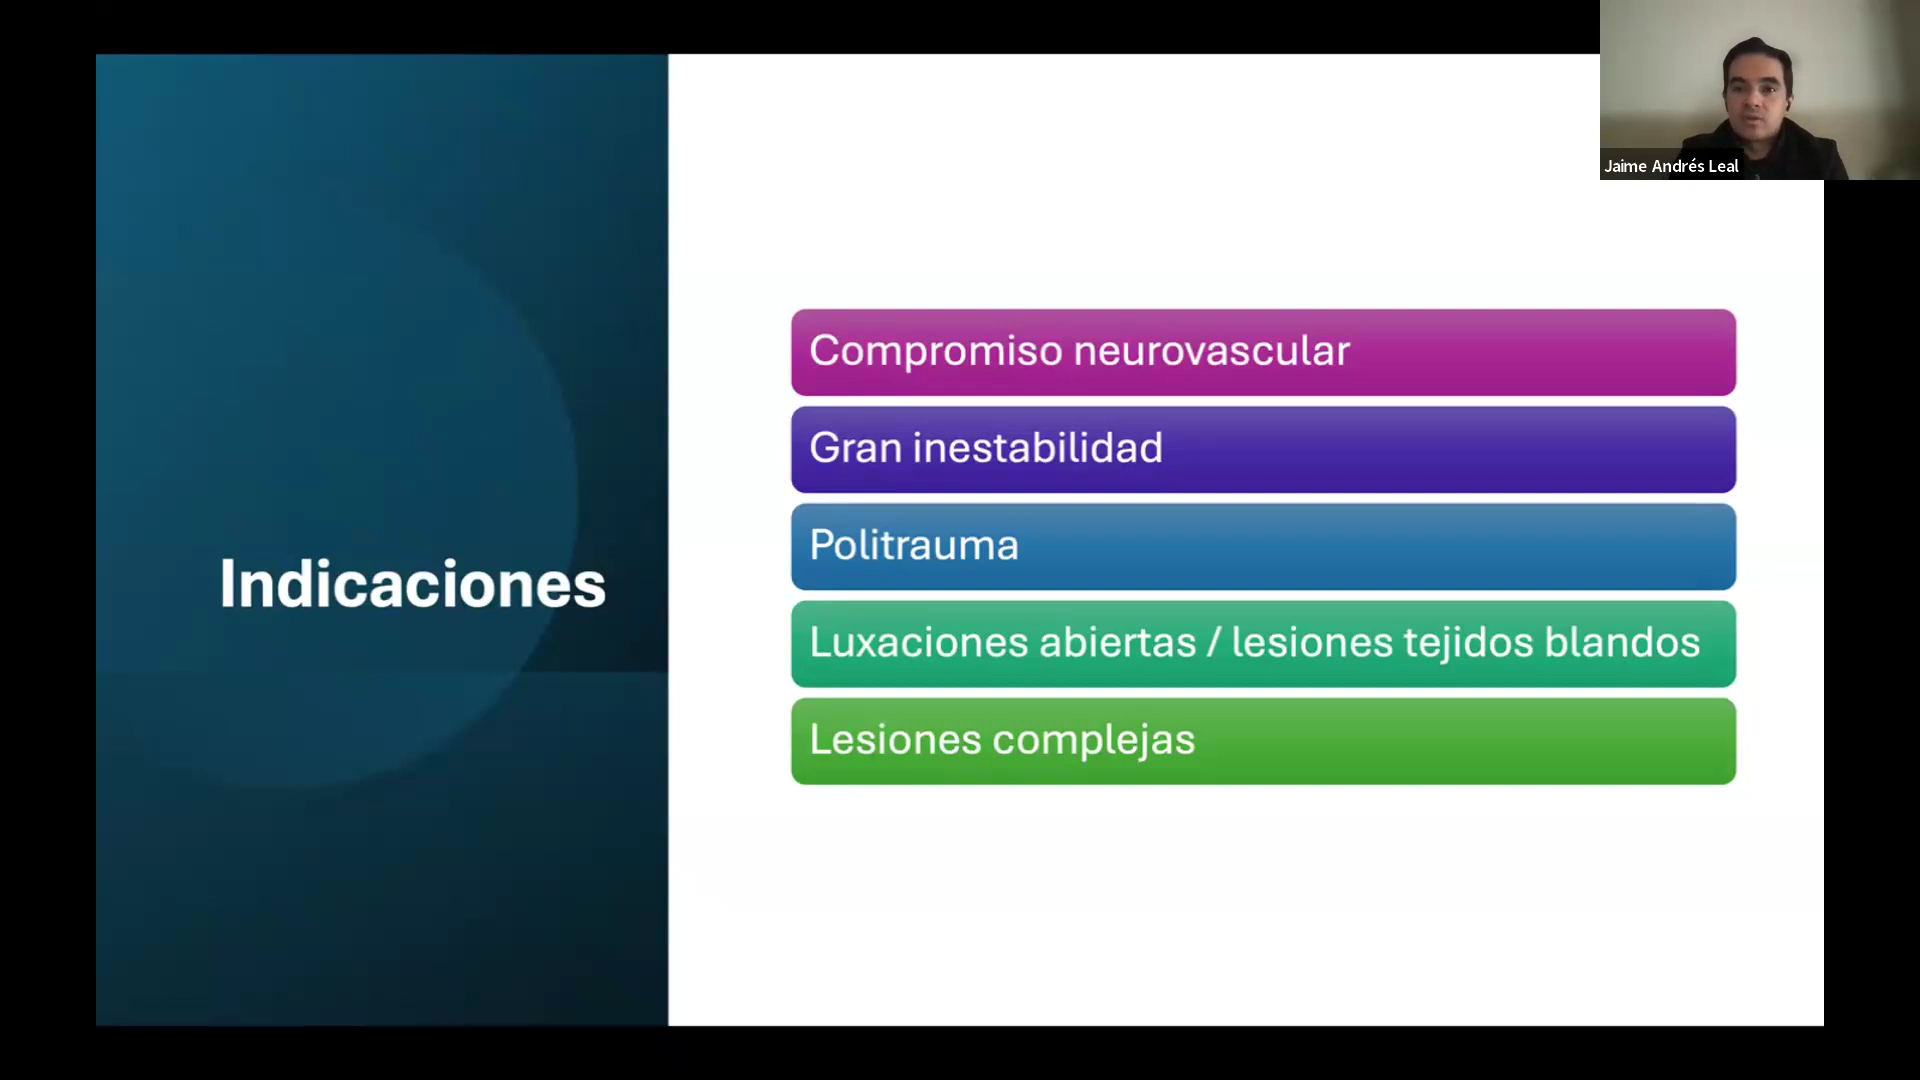 Jaime Andrés Leal
Indicaciones
Compromiso neurovascular
Gran inestabilidad
Politrauma
Luxaciones abiertas / lesiones tejidos blandos
Lesiones complejas